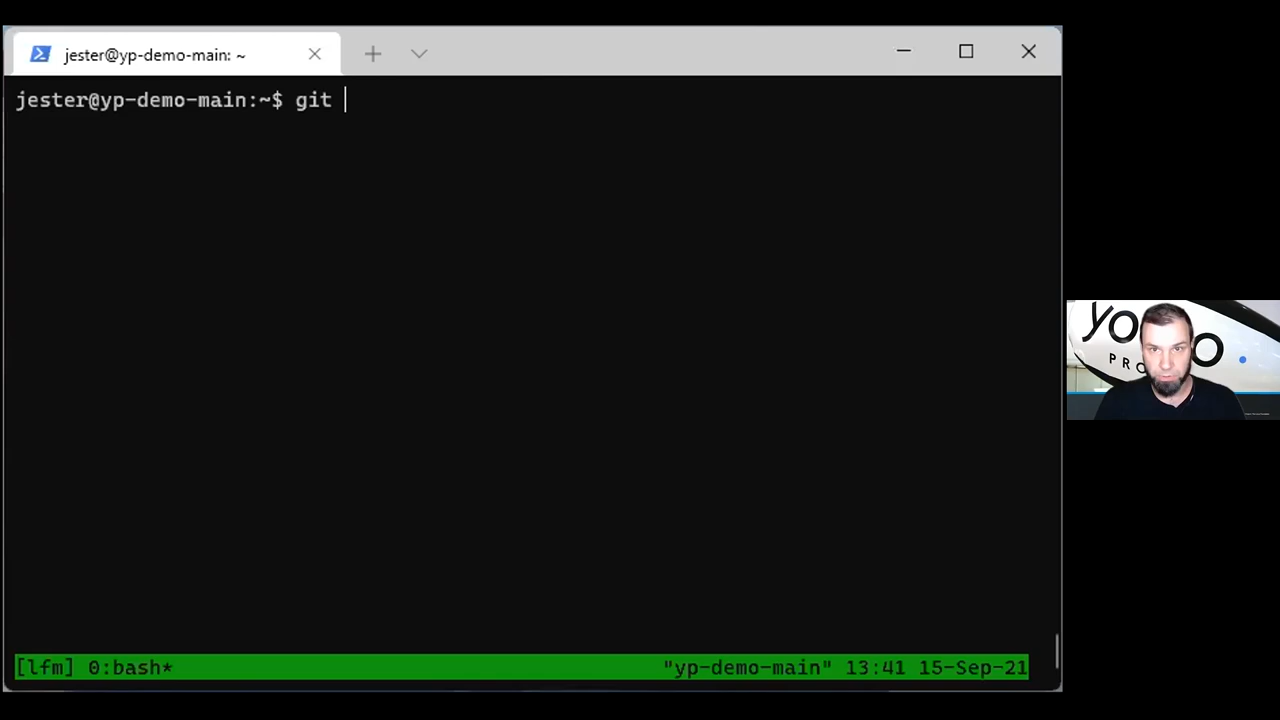 jester@yp-demo-main: ~
jester@yp-demo-main:~$ git
[lfm] 0:bash*
"yp-demo-main" 13:41 15-Sep-21